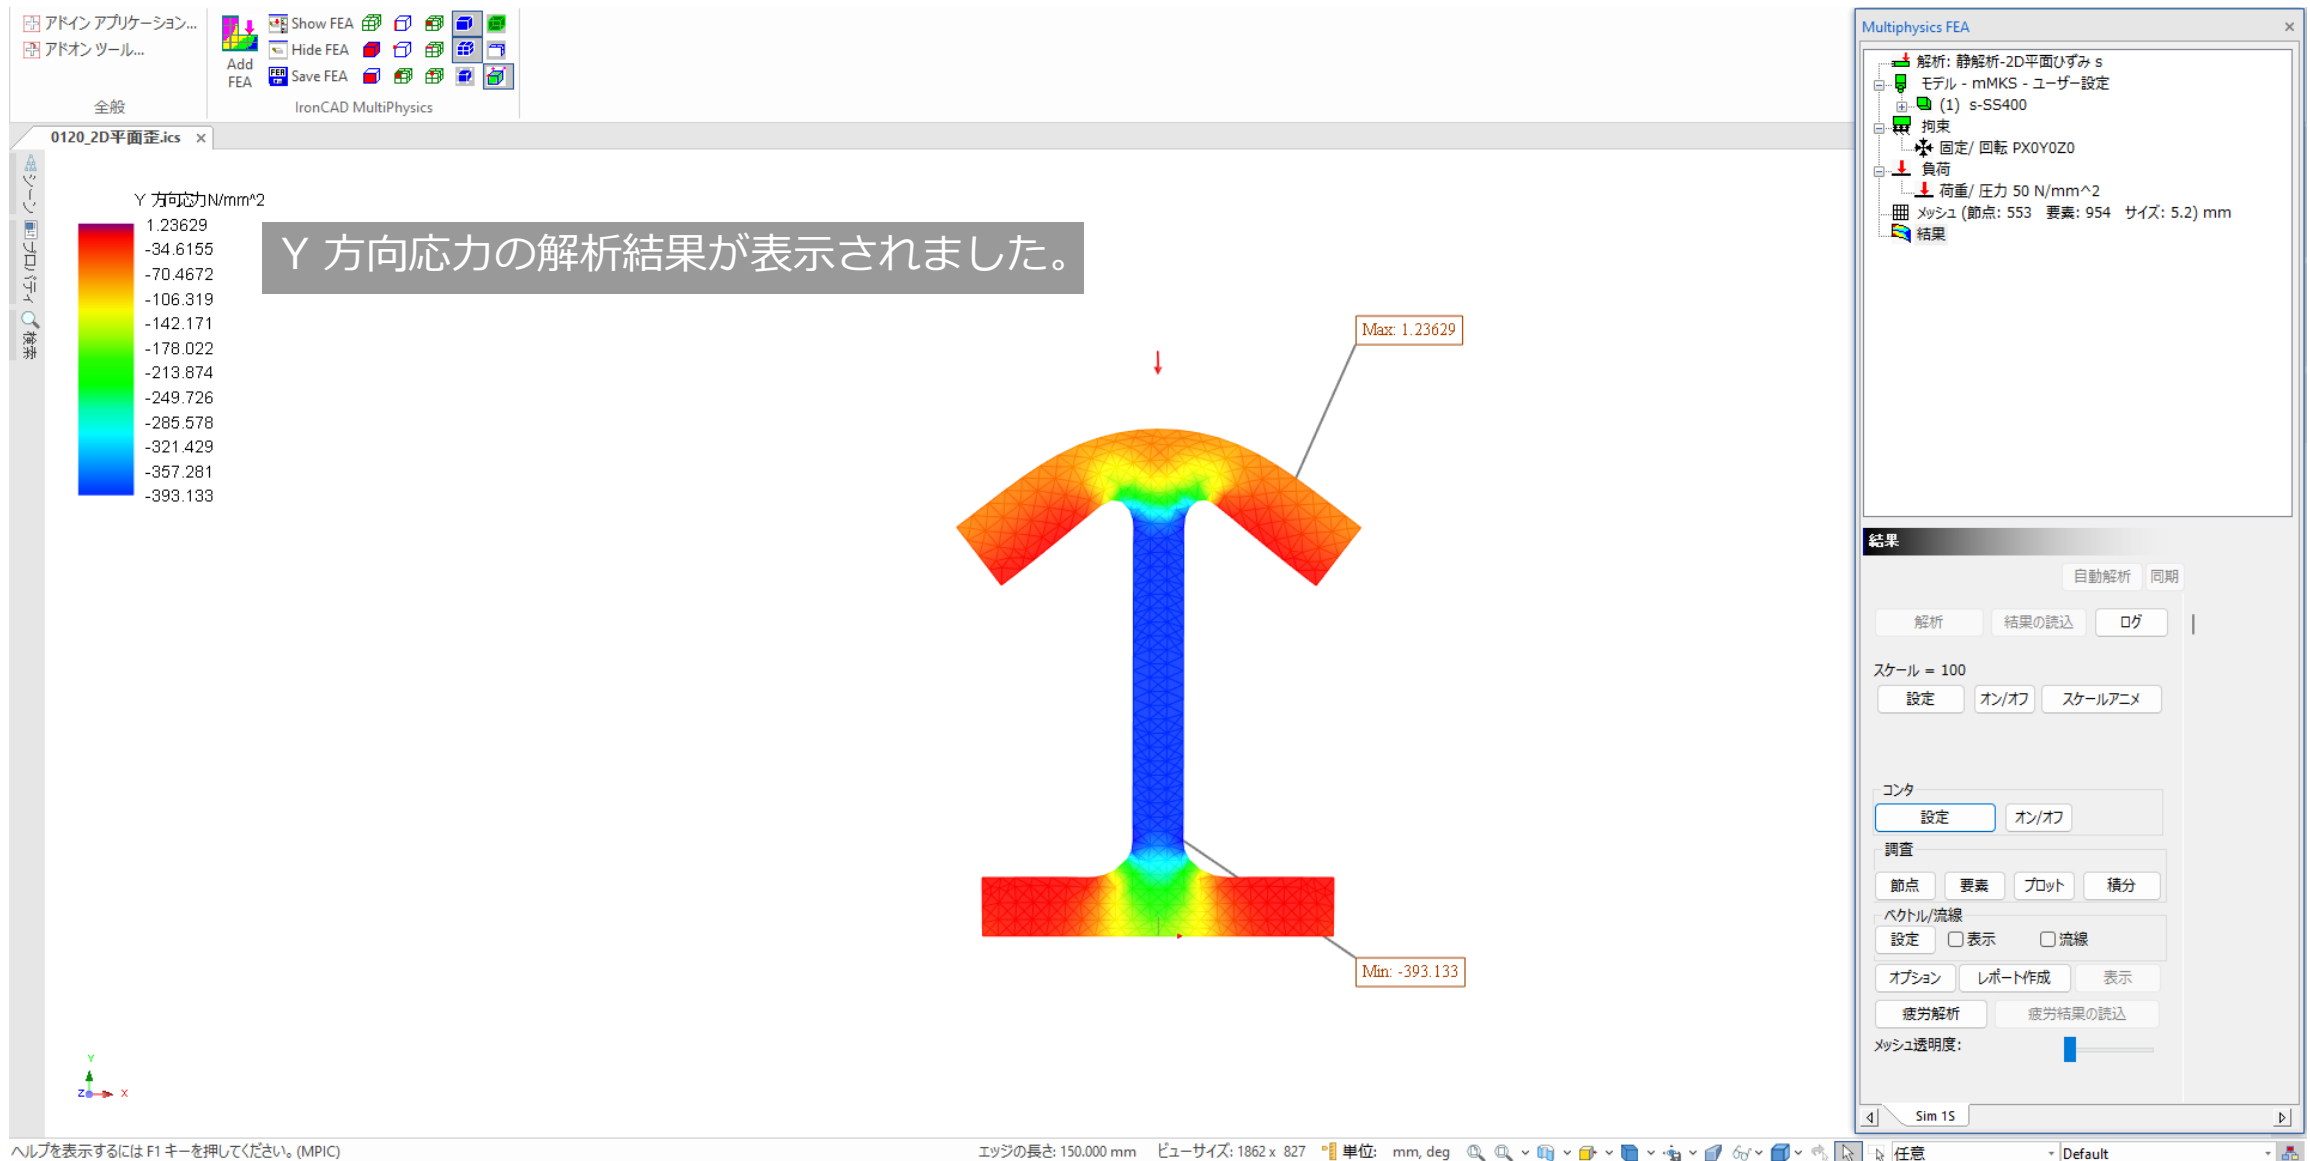 アドイン アプリケーション...
アドオン ツール...
全般
Add
FEA
Show FEA
Hide FEA
Save FEA
IronCAD MultiPhysics
0120_2D平面歪.ics ×
シーン
プロパティ
検索
Y 方向応力N/mm^2
1.23629
-34.6155
-70.4672
-106.319
-142.171
-178.022
-213.874
-249.726
-285.578
-321.429
-357.281
-393.133
Y 方向応力の解析結果が表示されました。
Max: 1.23629
Min: -393.133
Y
Z
X
Multiphysics FEA
解析: 静解析-2D平面ひずみ s
モデル - mMKS - ユーザー設定
(1) s-SS400
拘束
固定/ 回転 PX0Y0Z0
負荷
荷重/ 圧力 50 N/mm^2
メッシュ (節点: 553 要素: 954 サイズ: 5.2) mm
結果
結果
自動解析 同期
解析 結果の読込 ログ
スケール = 100
設定 オン/オフ スケールアニメ
コンタ
設定 オン/オフ
調査
節点 要素 プロット 積分
ベクトル/流線
設定 表示 流線
オプション レポート作成 表示
疲労解析 疲労結果の読込
メッシュ透明度:
Sim 1S
ヘルプを表示するには F1 キーを押してください。(MPIC)
エッジの長さ: 150.000 mm ビューサイズ: 1862 x 827 単位: mm, deg 任意 Default